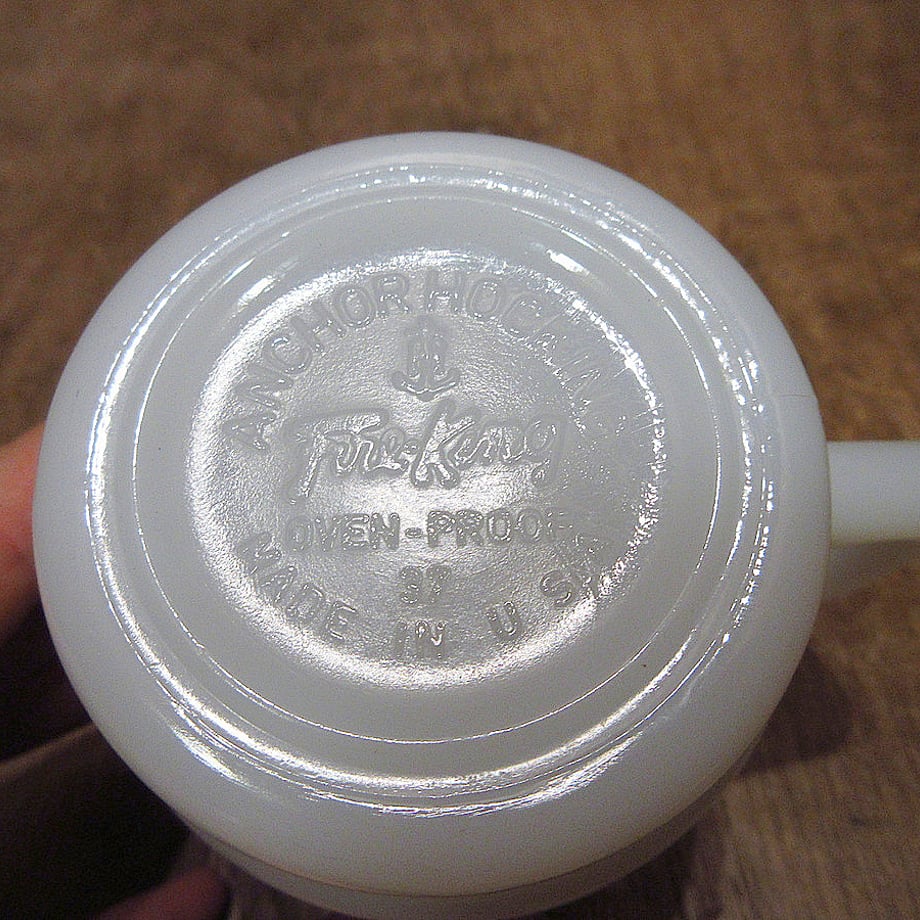 ANCHOR HOCKING
Fire-King
OVEN-PROOF
37
MADE IN U S A